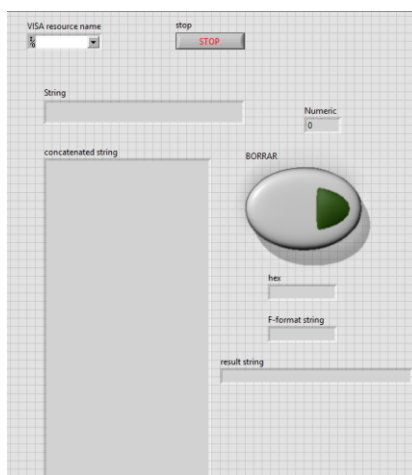 VISA resource name
stop
STOP
String
Numeric
0
concatenated string
BORRAR
hex
F-format string
result string